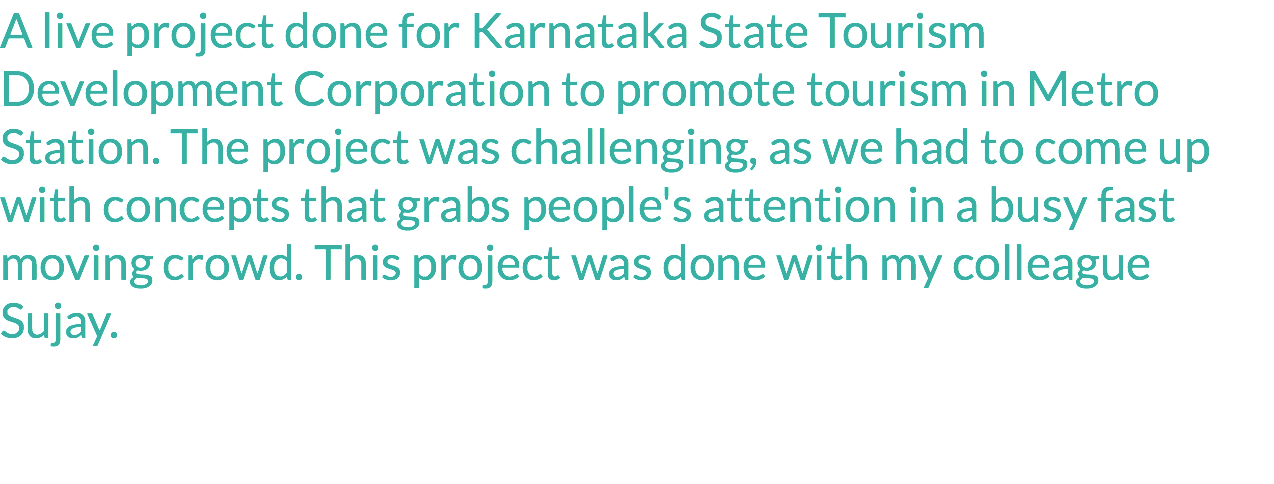 A live project done for Karnataka State Tourism
Development Corporation to promote tourism in Metro
Station. The project was challenging, as we had to come up
with concepts that grabs people's attention in a busy fast
moving crowd. This project was done with my colleague
Sujay.